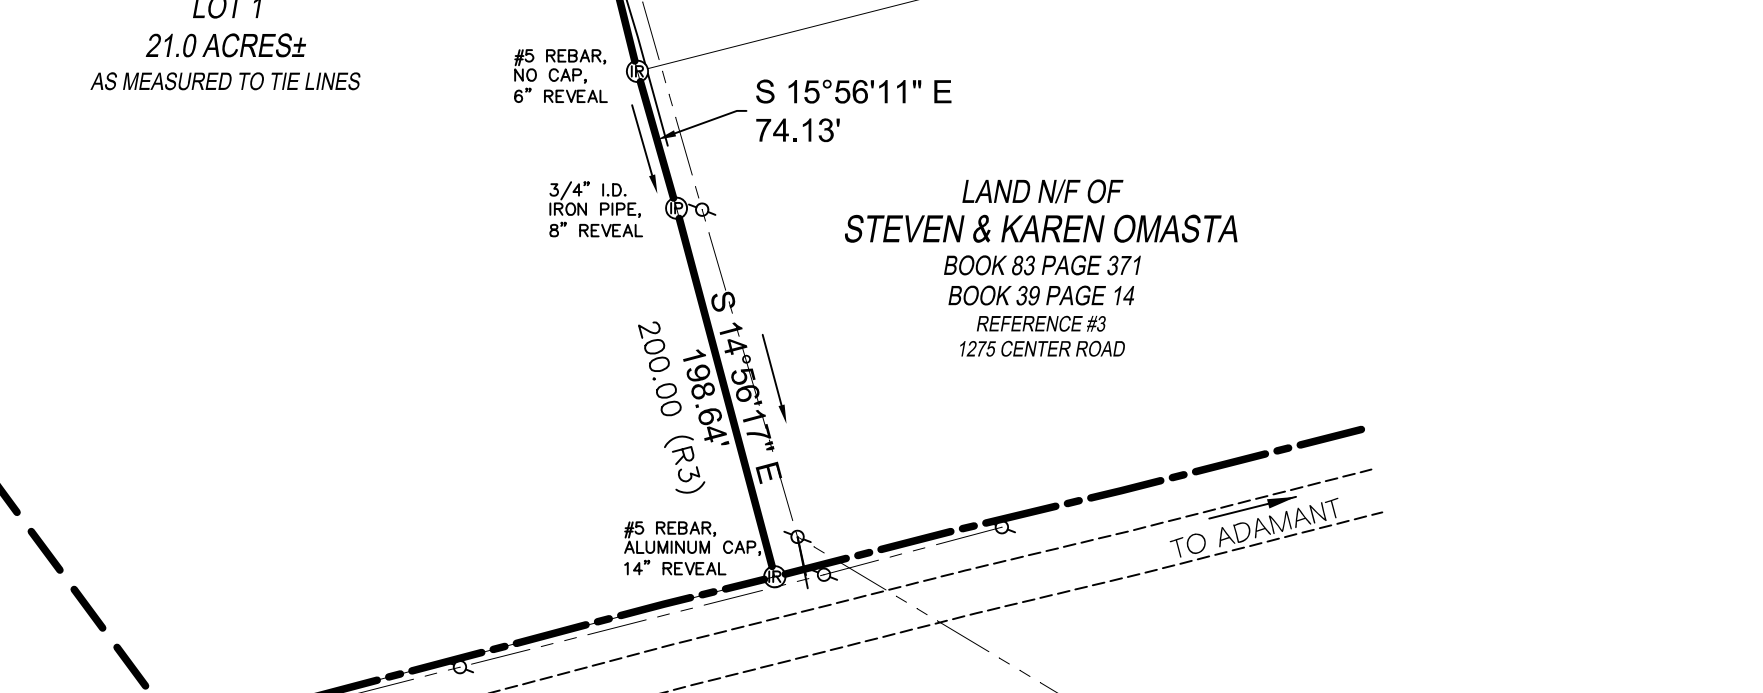 LOT 1
21.0 ACRES±
AS MEASURED TO TIE LINES
#5 REBAR,
NO CAP,
6" REVEAL
IR
S 15°56'11" E
74.13'
3/4" I.D.
IRON PIPE,
8" REVEAL
IP
LAND N/F OF
STEVEN & KAREN OMASTA
BOOK 83 PAGE 371
BOOK 39 PAGE 14
REFERENCE #3
1275 CENTER ROAD
S 14°56'17" E
198.64'
200.00 (R3)
#5 REBAR,
ALUMINUM CAP,
14" REVEAL
IR
TO ADAMANT